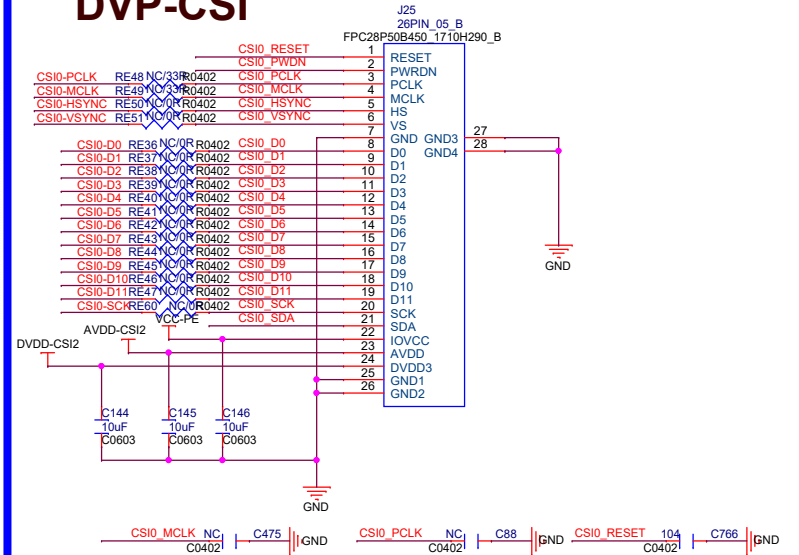 DVP-CSI
J25
26PIN_05_B
FPC28P50B450_1710H290_B
CSI0_RESET 1 RESET
CSI0_PWDN 2 PWRDN
CSI0-PCLK RE48 NC/33R R0402 CSI0_PCLK 3 PCLK
CSI0-MCLK RE49 NC/33R R0402 CSI0_MCLK 4 MCLK
CSI0-HSYNC RE50 NC/0R R0402 CSI0_HSYNC 5 HS
CSI0-VSYNC RE51 NC/0R R0402 CSI0_VSYNC 6 VS
7 GND GND3 27
CSI0-D0 RE36 NC/0R R0402 CSI0_D0 8 D0 GND4 28
CSI0-D1 RE37 NC/0R R0402 CSI0_D1 9 D1
CSI0-D2 RE38 NC/0R R0402 CSI0_D2 10 D2
CSI0-D3 RE39 NC/0R R0402 CSI0_D3 11 D3
CSI0-D4 RE40 NC/0R R0402 CSI0_D4 12 D4
CSI0-D5 RE41 NC/0R R0402 CSI0_D5 13 D5
CSI0-D6 RE42 NC/0R R0402 CSI0_D6 14 D6
CSI0-D7 RE43 NC/0R R0402 CSI0_D7 15 D7
CSI0-D8 RE44 NC/0R R0402 CSI0_D8 16 D8
CSI0-D9 RE45 NC/0R R0402 CSI0_D9 17 D9
CSI0-D10 RE46 NC/0R R0402 CSI0_D10 18 D10
CSI0-D11 RE47 NC/0R R0402 CSI0_D11 19 D11
CSI0-SCK RE60 NC/0R R0402 CSI0_SCK 20 SCK
CSI0_SDA 21 SDA
VCC-PE 22 IOVCC
AVDD-CSI2 23 AVDD
DVDD-CSI2 24 DVDD3
25 GND1
26 GND2
GND
C144 C145 C146
10uF 10uF 10uF
C0603 C0603 C0603
GND
CSI0_MCLK NC C475 GND CSI0_PCLK NC C88 GND CSI0_RESET 104 C766 GND
C0402 C0402 C0402